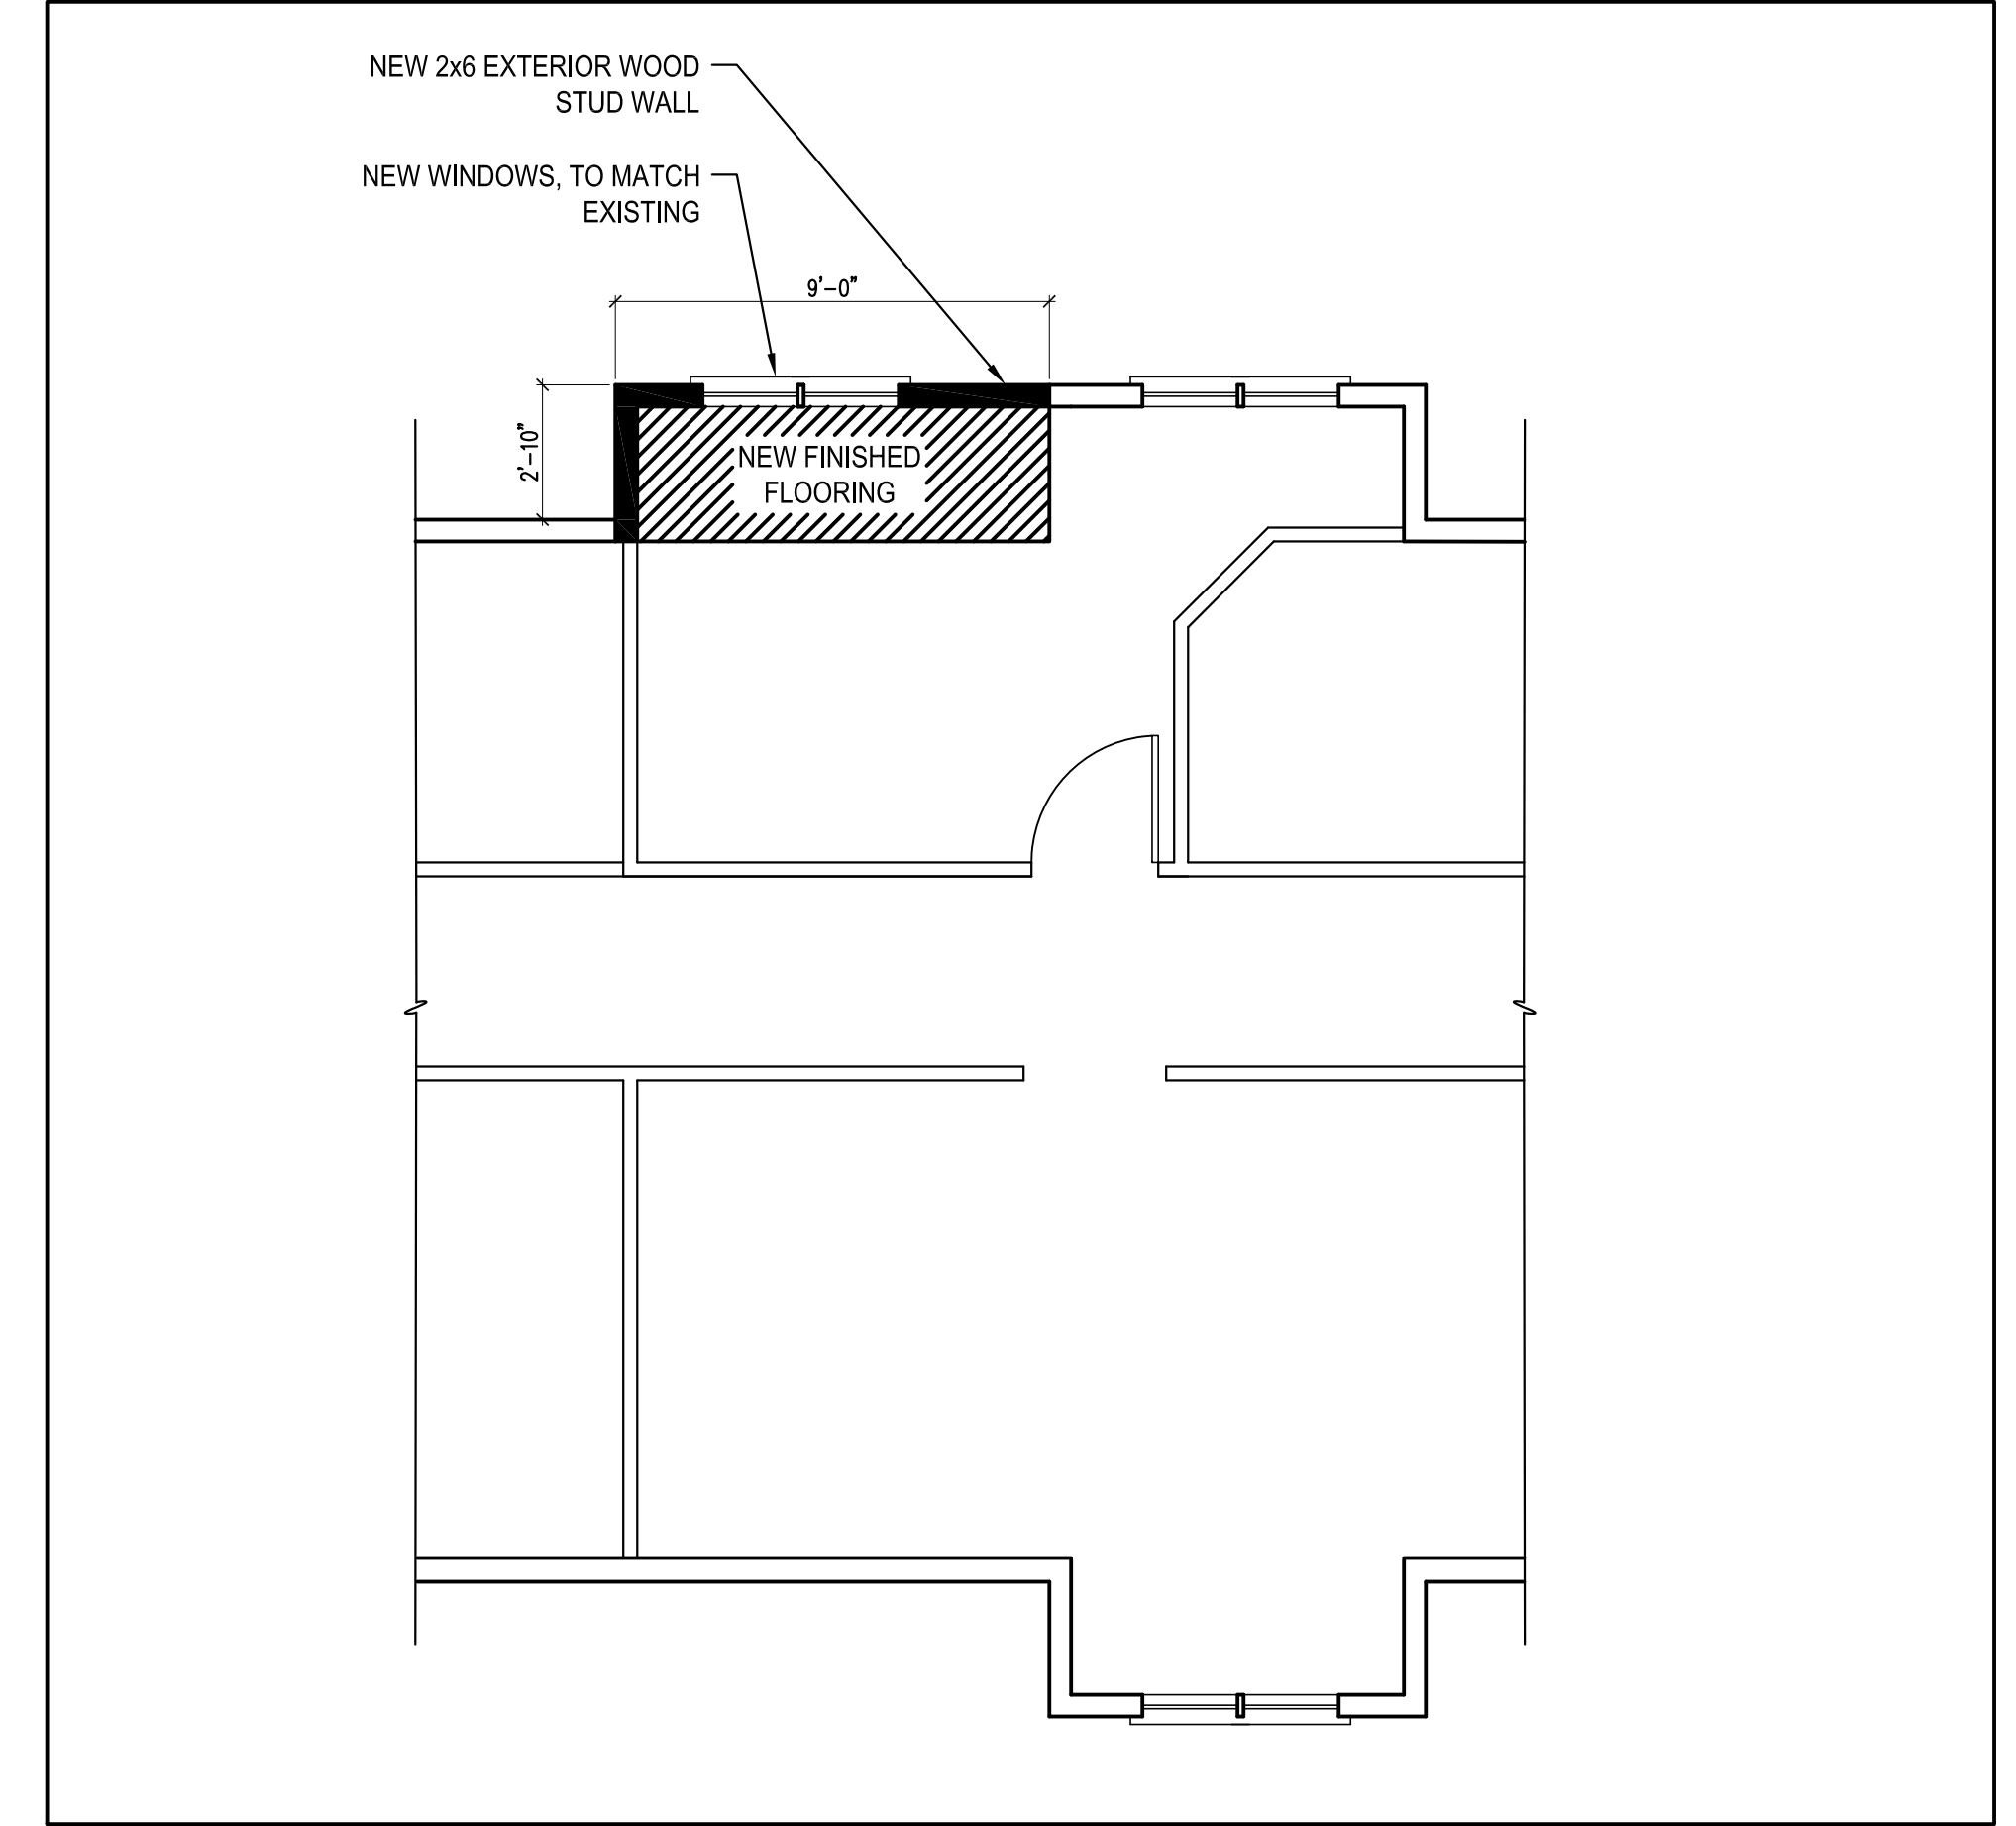 NEW 2x6 EXTERIOR WOOD
STUD WALL
NEW WINDOWS, TO MATCH
EXISTING
9'-0"
2'-10"
NEW FINISHED
FLOORING